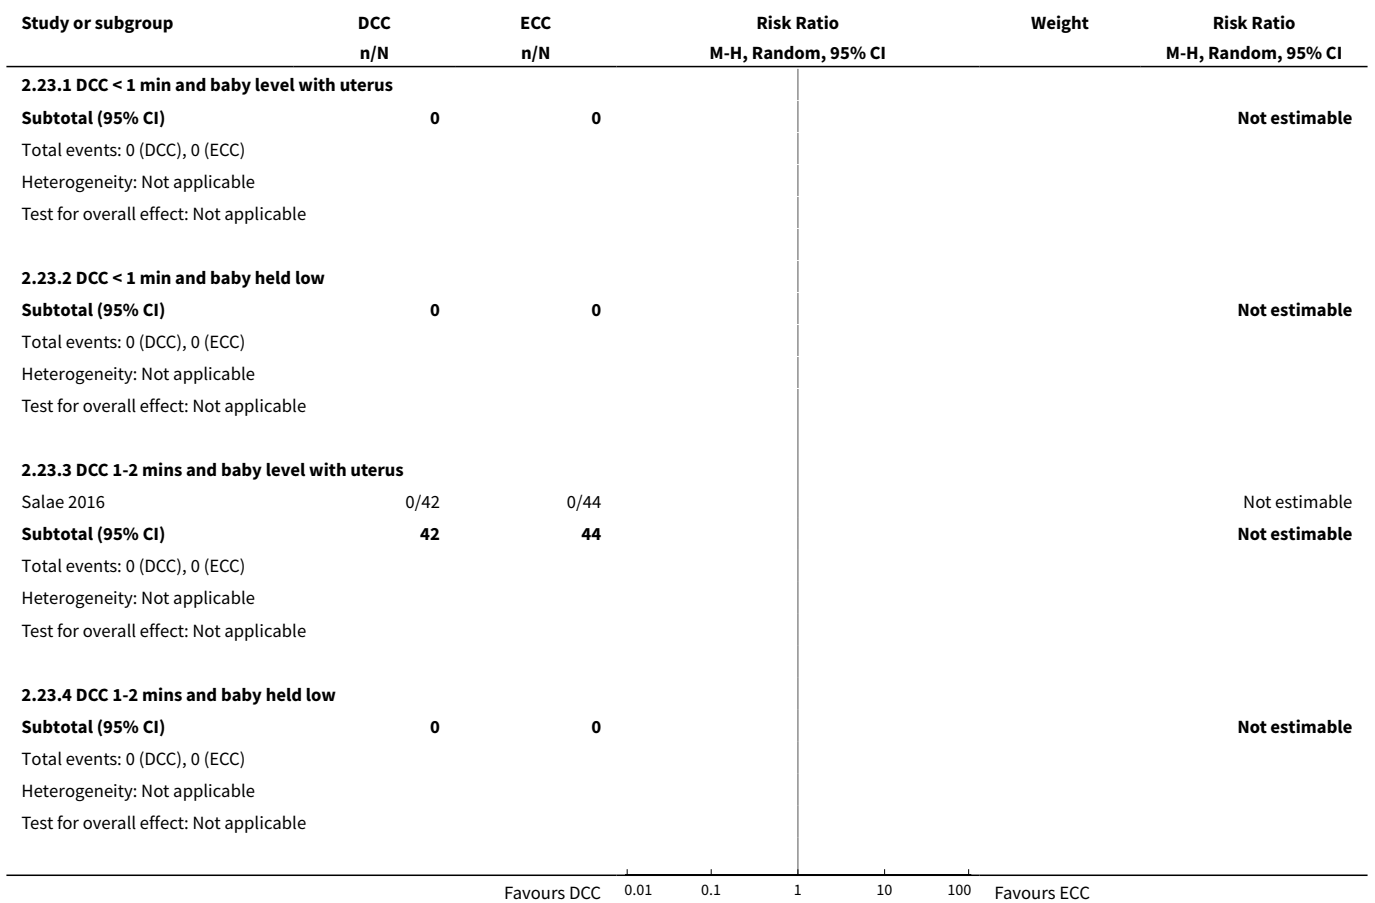 Study or subgroup DCC ECC Risk Ratio Weight Risk Ratio
n/N n/N M-H, Random, 95% CI M-H, Random, 95% CI
2.23.1 DCC < 1 min and baby level with uterus
Subtotal (95% CI) 0 0 Not estimable
Total events: 0 (DCC), 0 (ECC)
Heterogeneity: Not applicable
Test for overall effect: Not applicable
2.23.2 DCC < 1 min and baby held low
Subtotal (95% CI) 0 0 Not estimable
Total events: 0 (DCC), 0 (ECC)
Heterogeneity: Not applicable
Test for overall effect: Not applicable
2.23.3 DCC 1-2 mins and baby level with uterus
Salae 2016 0/42 0/44 Not estimable
Subtotal (95% CI) 42 44 Not estimable
Total events: 0 (DCC), 0 (ECC)
Heterogeneity: Not applicable
Test for overall effect: Not applicable
2.23.4 DCC 1-2 mins and baby held low
Subtotal (95% CI) 0 0 Not estimable
Total events: 0 (DCC), 0 (ECC)
Heterogeneity: Not applicable
Test for overall effect: Not applicable
Favours DCC 0.01 0.1 1 10 100 Favours ECC